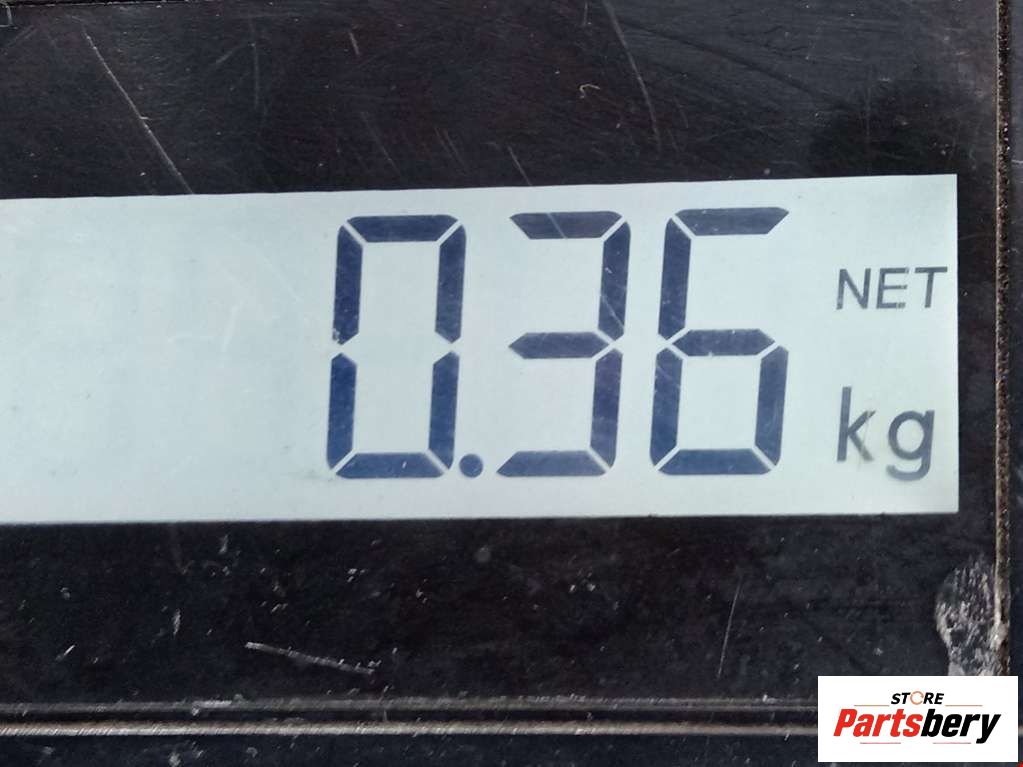 0.36
NET
kg
STORE
Partsbery